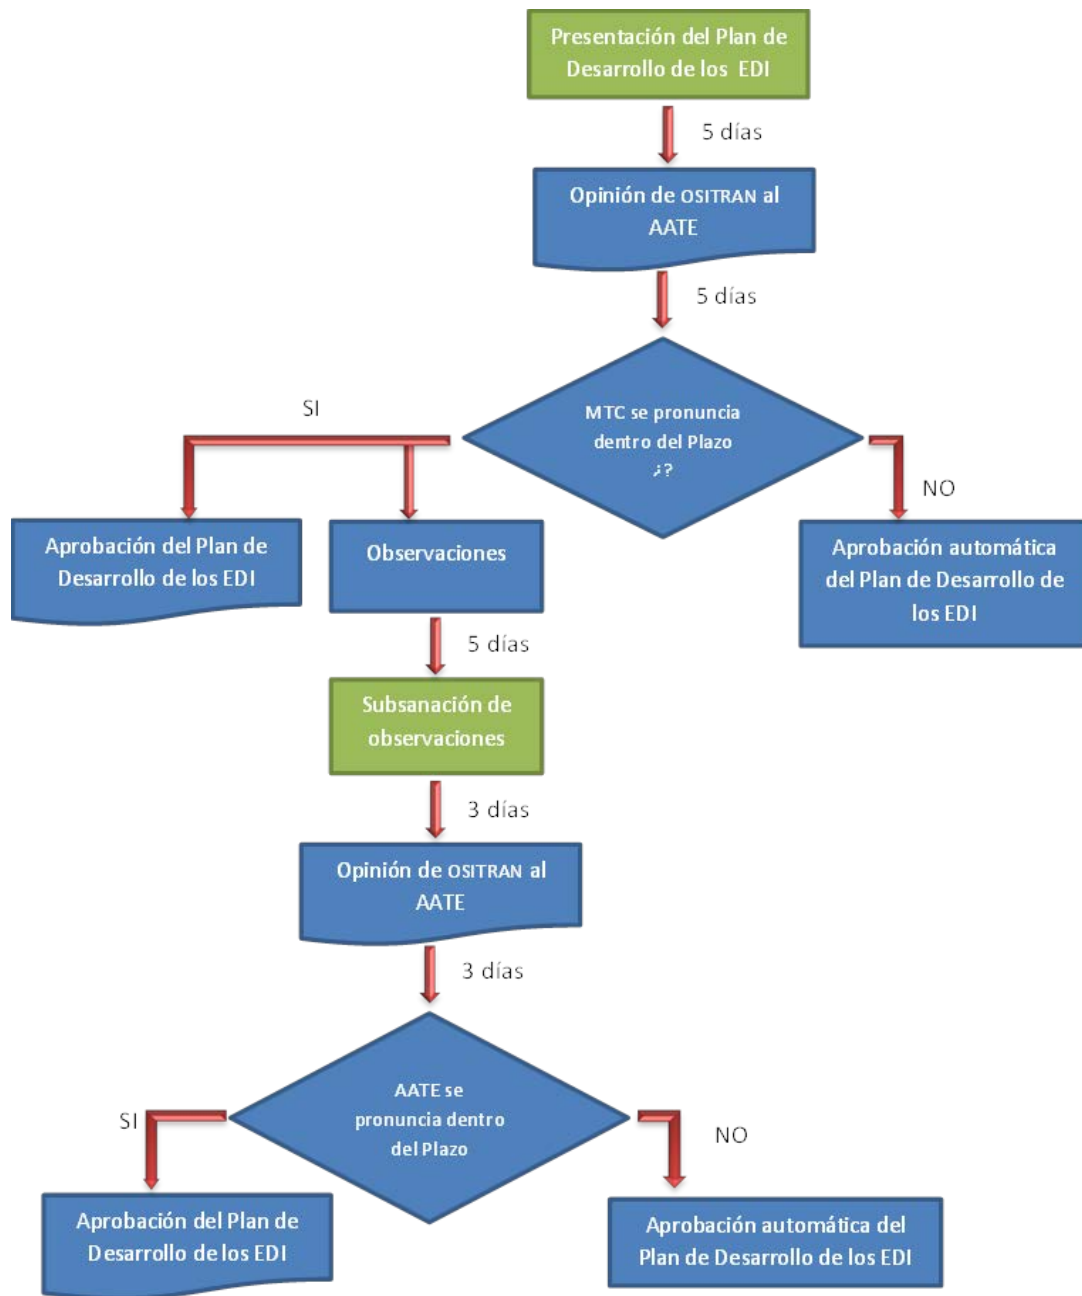 Presentación del Plan de
Desarrollo de los EDI
5 días
Opinión de OSITRAN al
AATE
5 días
MTC se pronuncia
dentro del Plazo
¿?
SI
NO
Aprobación del Plan de
Desarrollo de los EDI
Observaciones
Aprobación automática
del Plan de Desarrollo de
los EDI
5 días
Subsanación de
observaciones
3 días
Opinión de OSITRAN al
AATE
3 días
AATE se
pronuncia dentro
del Plazo
SI
NO
Aprobación del Plan de
Desarrollo de los EDI
Aprobación automática del
Plan de Desarrollo de los EDI